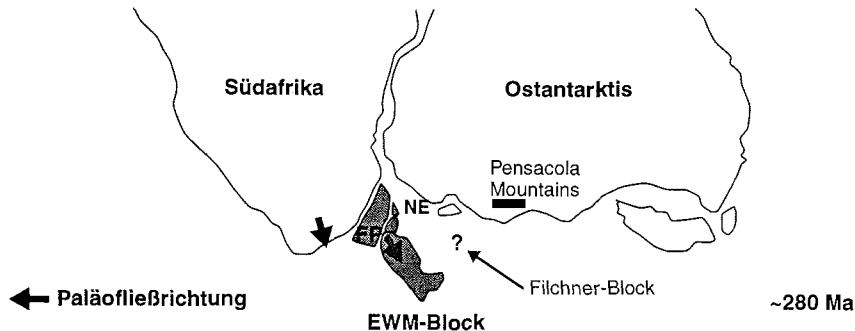 Südafrika
Ostantarktis
Pensacola
Mountains
NE
FP
?
Filchner-Block
Paläofließrichtung
~280 Ma
EWM-Block